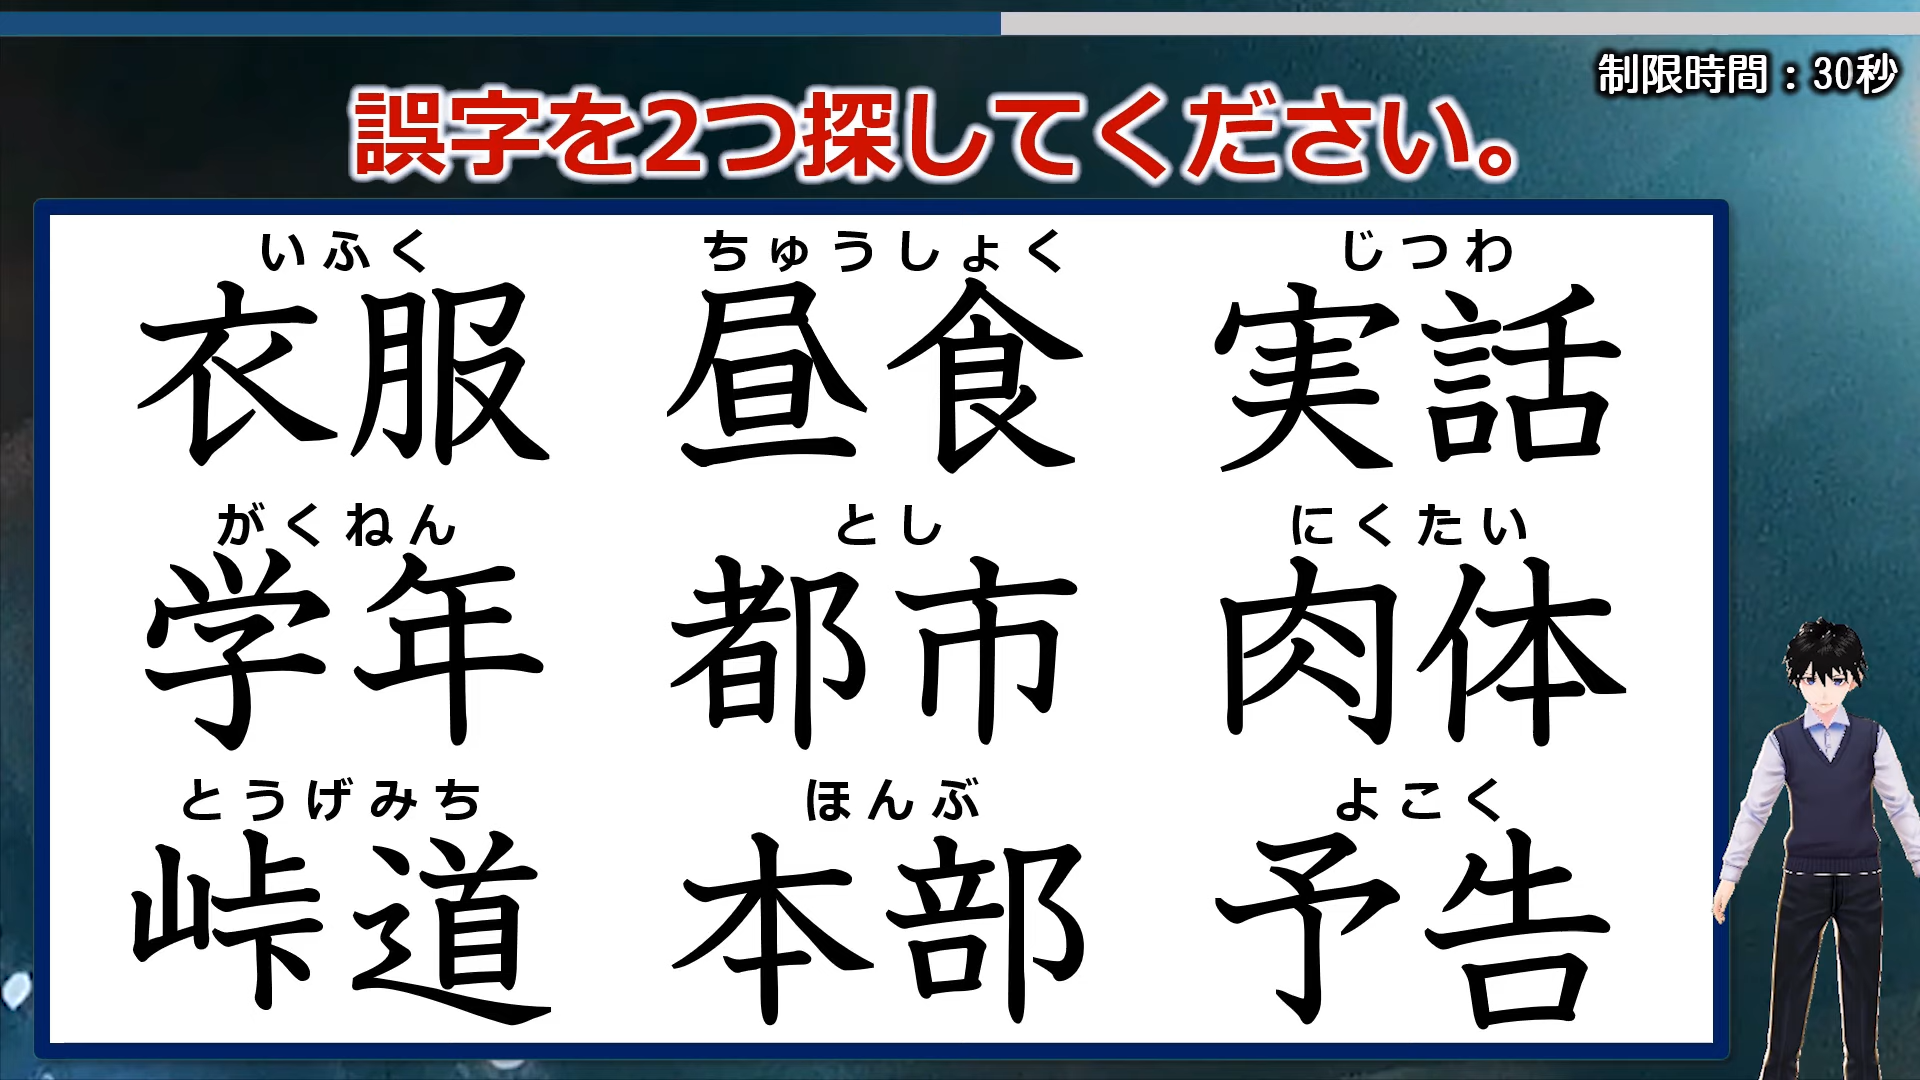 制限時間：30秒
誤字を2つ探してください。
いふく ちゅうしょく じつわ
衣服 昼食 実話
がくねん とし にくたい
学年 都市 肉体
とうげみち ほんぶ よこく
峠道 本部 予告